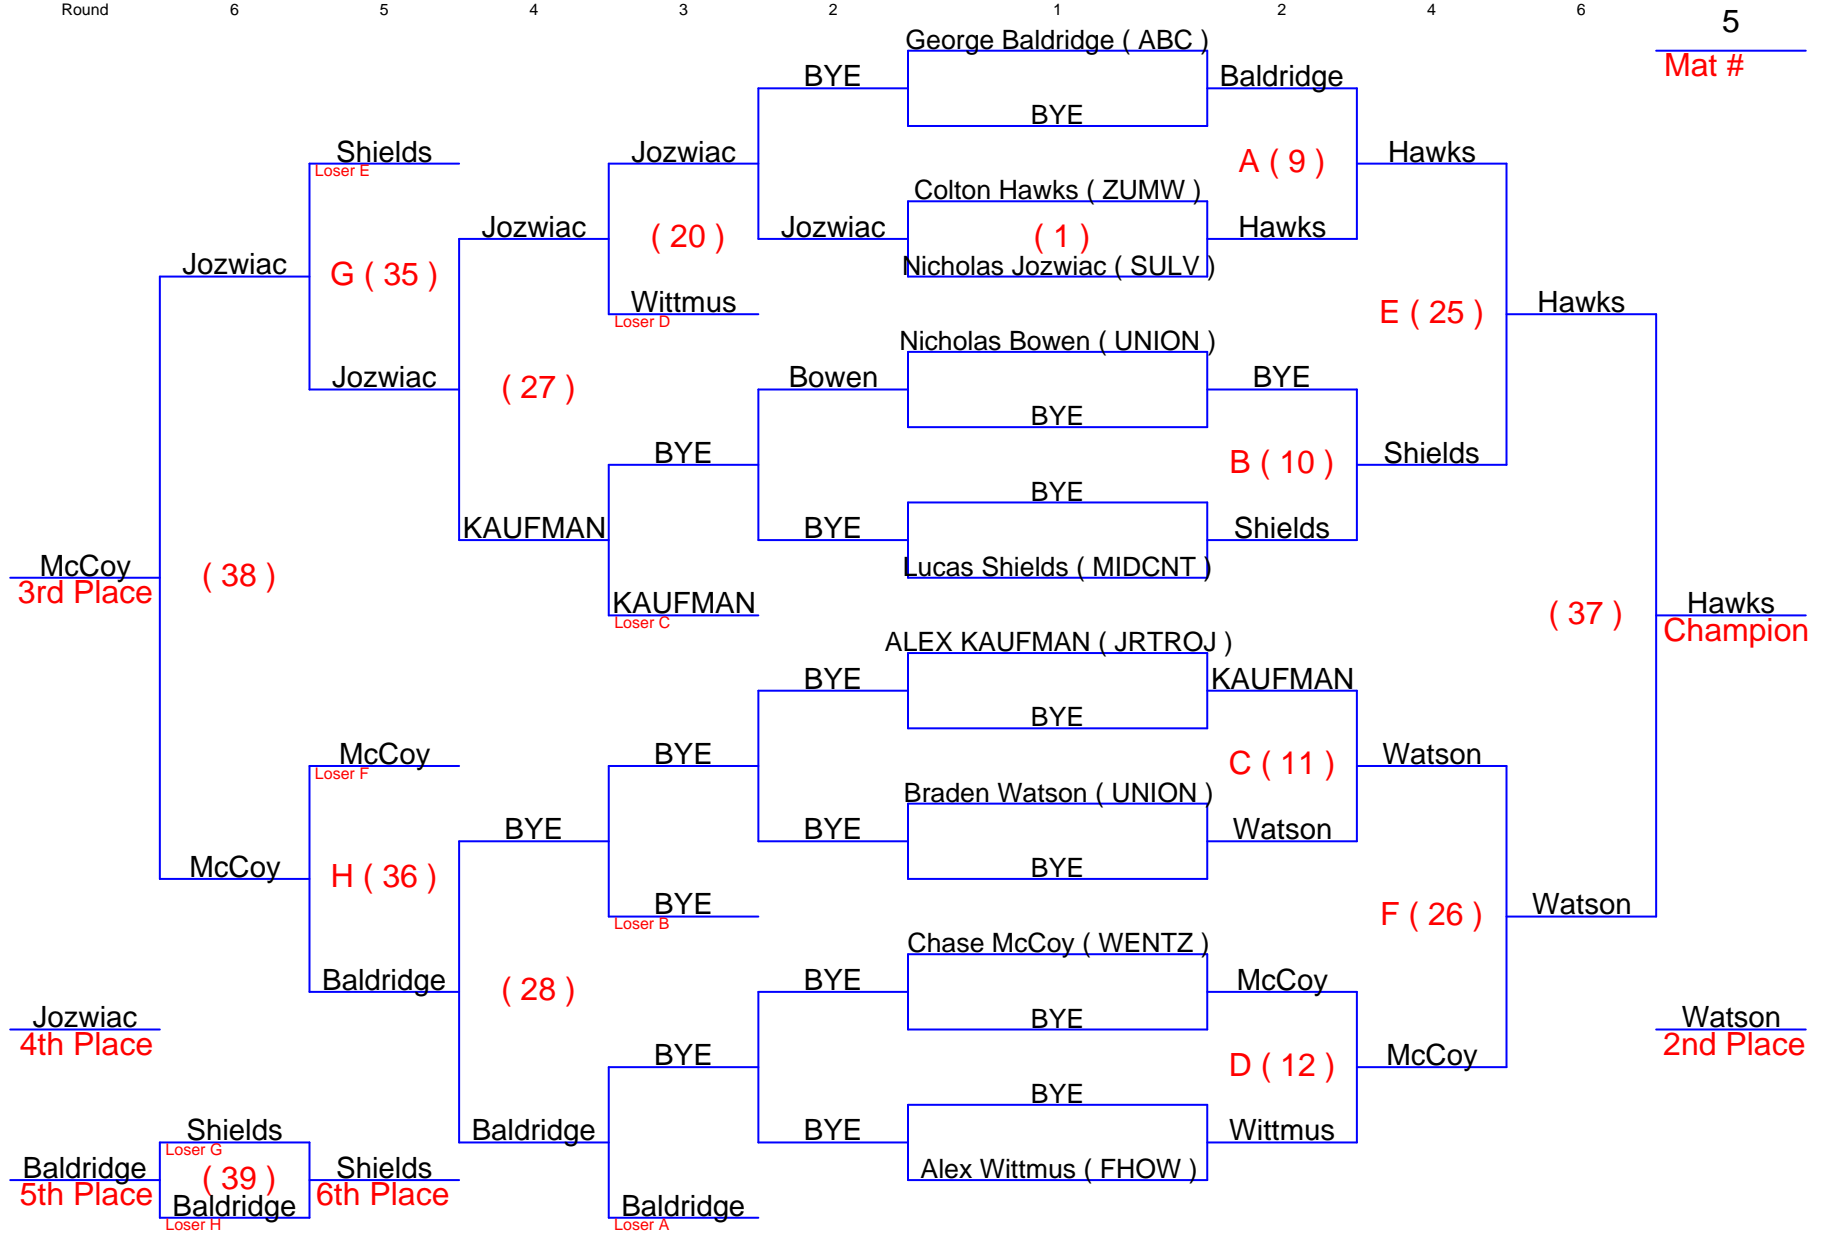 Round 6 5 4 3 2 1 2 4 6 5
George Baldridge ( ABC )
Mat #
BYE Baldridge
BYE
Shields Jozwiac A ( 9 ) Hawks
Loser E
Colton Hawks ( ZUMW )
Jozwiac ( 20 ) Jozwiac ( 1 ) Hawks
Jozwiac G ( 35 ) Nicholas Jozwiac ( SULV )
Wittmus E ( 25 ) Hawks
Loser D
Nicholas Bowen ( UNION )
Jozwiac ( 27 ) Bowen BYE
BYE
BYE B ( 10 ) Shields
BYE
KAUFMAN BYE Shields
McCoy ( 38 ) Lucas Shields ( MIDCNT )
3rd Place
KAUFMAN ( 37 ) Hawks
Loser C Champion
ALEX KAUFMAN ( JRTROJ )
BYE KAUFMAN
BYE
McCoy BYE C ( 11 ) Watson
Loser F
Braden Watson ( UNION )
BYE BYE Watson
McCoy H ( 36 ) BYE
BYE F ( 26 ) Watson
Loser B
Chase McCoy ( WENTZ )
Baldridge ( 28 ) BYE McCoy
Jozwiac BYE Watson
4th Place 2nd Place
BYE D ( 12 ) McCoy
BYE
Shields Baldridge BYE Wittmus
Loser G
Baldridge ( 39 ) Shields Alex Wittmus ( FHOW )
5th Place 6th Place
Baldridge Baldridge
Loser H Loser A